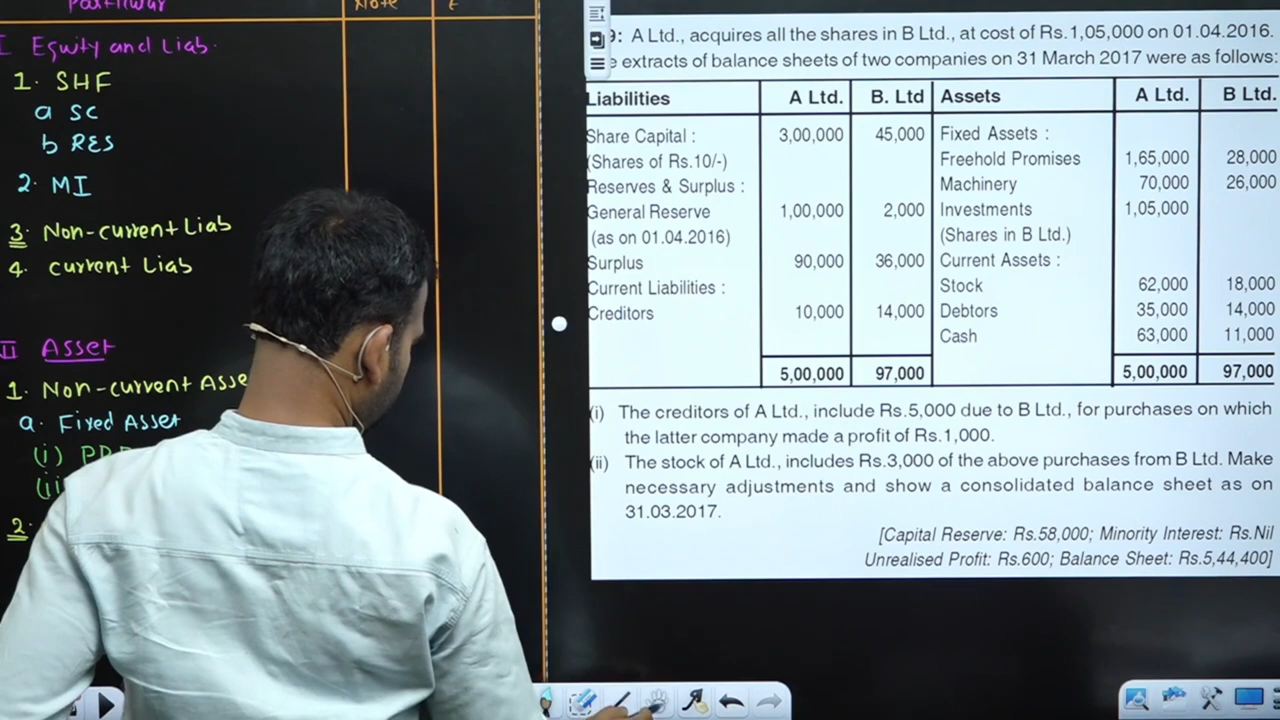 Particular Note ₹
I Equity and Liab.
1. SHF
a SC
b RES
2. MI
3. Non-current Liab
4. current Liab
II Asset
1. Non-current Asse
a. Fixed Asset
(i)
2.
9: A Ltd., acquires all the shares in B Ltd., at cost of Rs.1,05,000 on 01.04.2016.
e extracts of balance sheets of two companies on 31 March 2017 were as follows:
Liabilities A Ltd. B. Ltd Assets A Ltd. B Ltd.
Share Capital : 3,00,000 45,000 Fixed Assets :
(Shares of Rs.10/-) Freehold Promises 1,65,000 28,000
Reserves & Surplus : Machinery 70,000 26,000
General Reserve 1,00,000 2,000 Investments 1,05,000
(as on 01.04.2016) (Shares in B Ltd.)
Surplus 90,000 36,000 Current Assets :
Current Liabilities : Stock 62,000 18,000
Creditors 10,000 14,000 Debtors 35,000 14,000
Cash 63,000 11,000
5,00,000 97,000 5,00,000 97,000
(i) The creditors of A Ltd., include Rs.5,000 due to B Ltd., for purchases on which
the latter company made a profit of Rs.1,000.
(ii) The stock of A Ltd., includes Rs.3,000 of the above purchases from B Ltd. Make
necessary adjustments and show a consolidated balance sheet as on
31.03.2017.
[Capital Reserve: Rs.58,000; Minority Interest: Rs.Nil
Unrealised Profit: Rs.600; Balance Sheet: Rs.5,44,400]